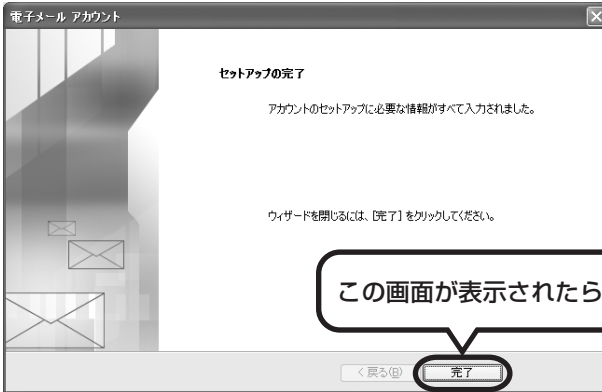 電子メール アカウント
セットアップの完了
アカウントのセットアップに必要な情報がすべて入力されました。
ウィザードを閉じるには、[完了] をクリックしてください。
この画面が表示されたら
< 戻る(B)
完了